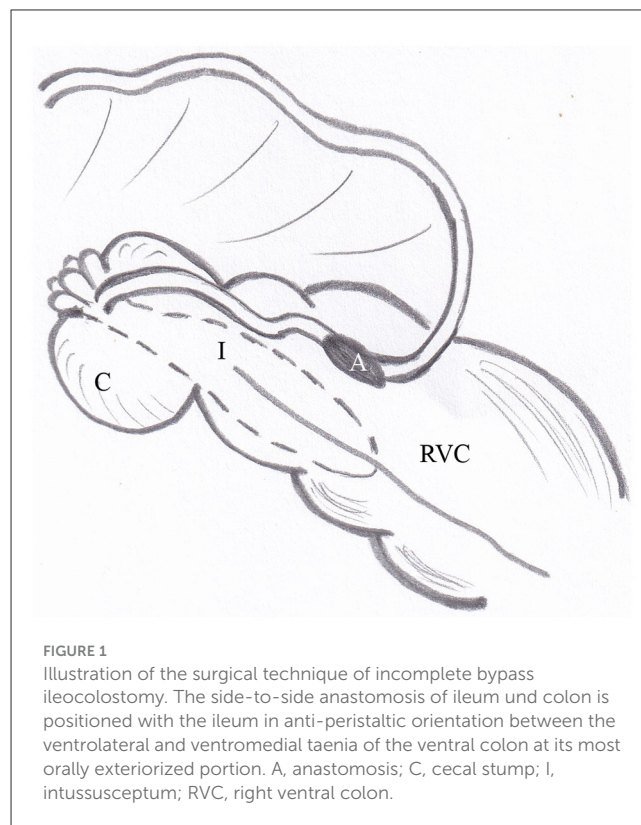 I
A
C
RVC
FIGURE 1
Illustration of the surgical technique of incomplete bypass
ileocolostomy. The side-to-side anastomosis of ileum und colon is
positioned with the ileum in anti-peristaltic orientation between the
ventrolateral and ventromedial taenia of the ventral colon at its most
orally exteriorized portion. A, anastomosis; C, cecal stump; I,
intussusceptum; RVC, right ventral colon.